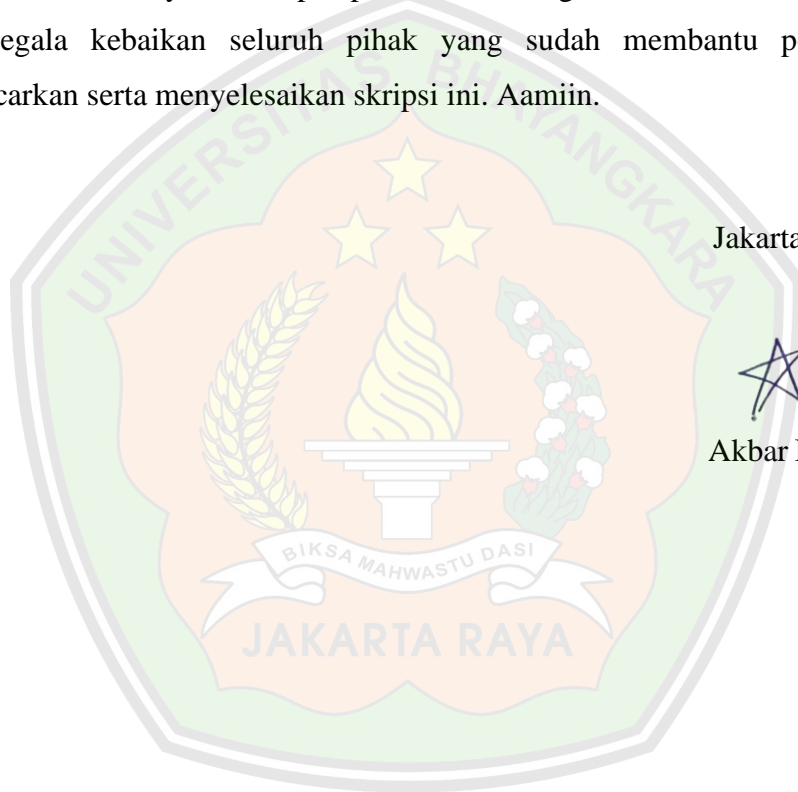 egala kebaikan seluruh pihak yang sudah membantu p
carkan serta menyelesaikan skripsi ini. Aamiin.
UNIVERSITAS BHAYANGKARA
Jakarta
Akbar
BIKSA MAHWASTU DASI
JAKARTA RAYA